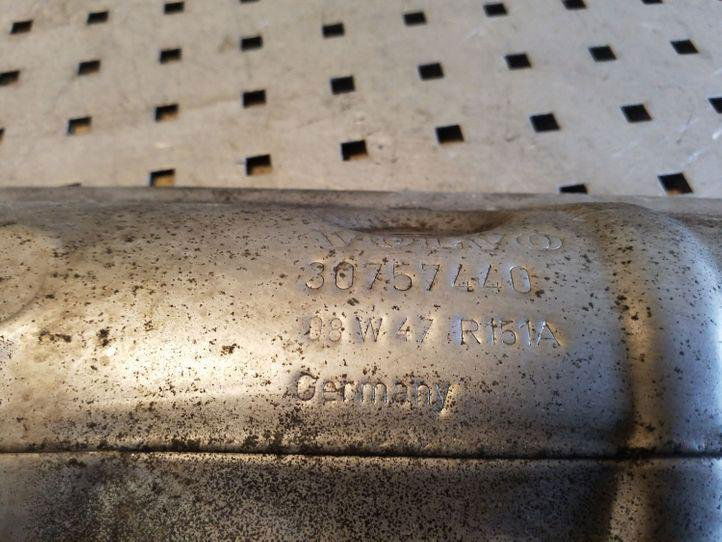 VOLVO
30757440
08 W 47 R151A
Germany